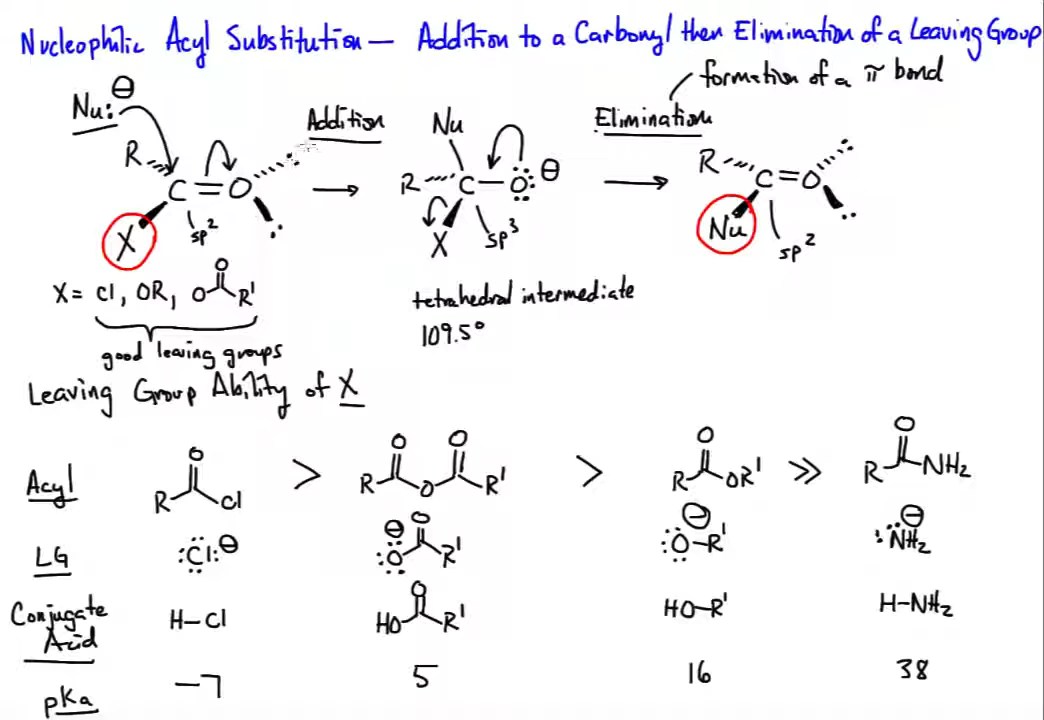 Nucleophilic Acyl Substitution — Addition to a Carbonyl then Elimination of a Leaving Group
formation of a π bond
Nu:⊖ Addition Nu Elimination
R C=O R C–O:⊖ R C=O
X sp² X sp³ Nu sp²
X= Cl, OR, O O R'
tetrahedral intermediate
109.5°
good leaving groups
Leaving Group Ability of X
O > O O > O >> O
Acyl R Cl R O R' R OR' R NH₂
LG :Cl:⊖ ⊖ :O O R' ⊖ :O–R' ⊖ :NH₂
Conjugate Acid H–Cl HO O R' HO–R' H–NH₂
pKa –7 5 16 38